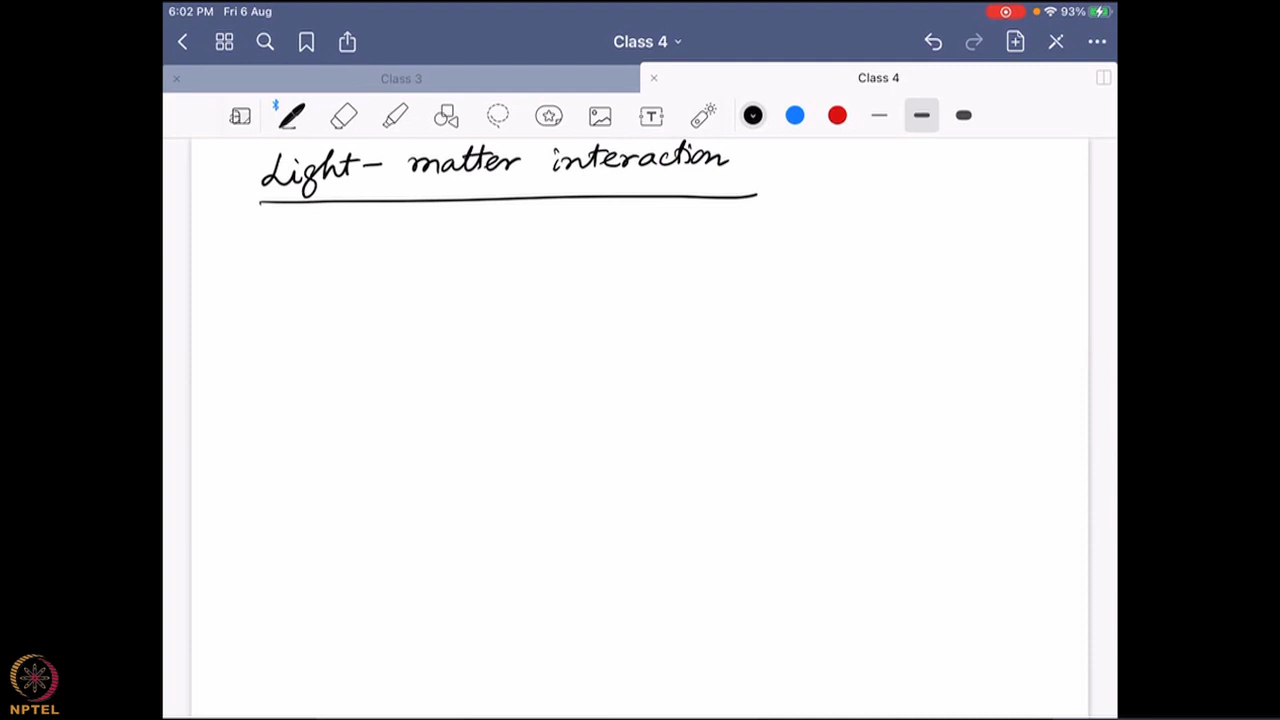 6:02 PM Fri 6 Aug 93%
Class 4
Class 3 Class 4
T
Light - matter interaction
NPTEL